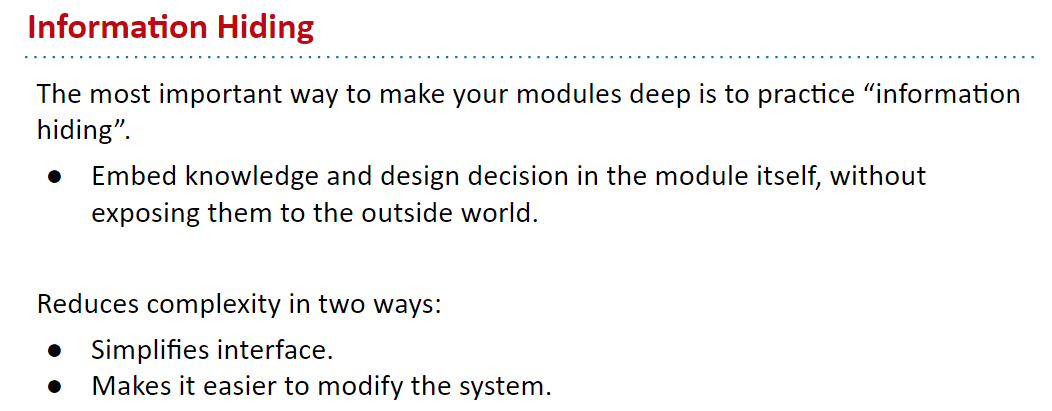 Information Hiding
The most important way to make your modules deep is to practice “information
hiding”.
● Embed knowledge and design decision in the module itself, without
exposing them to the outside world.
Reduces complexity in two ways:
● Simplifies interface.
● Makes it easier to modify the system.